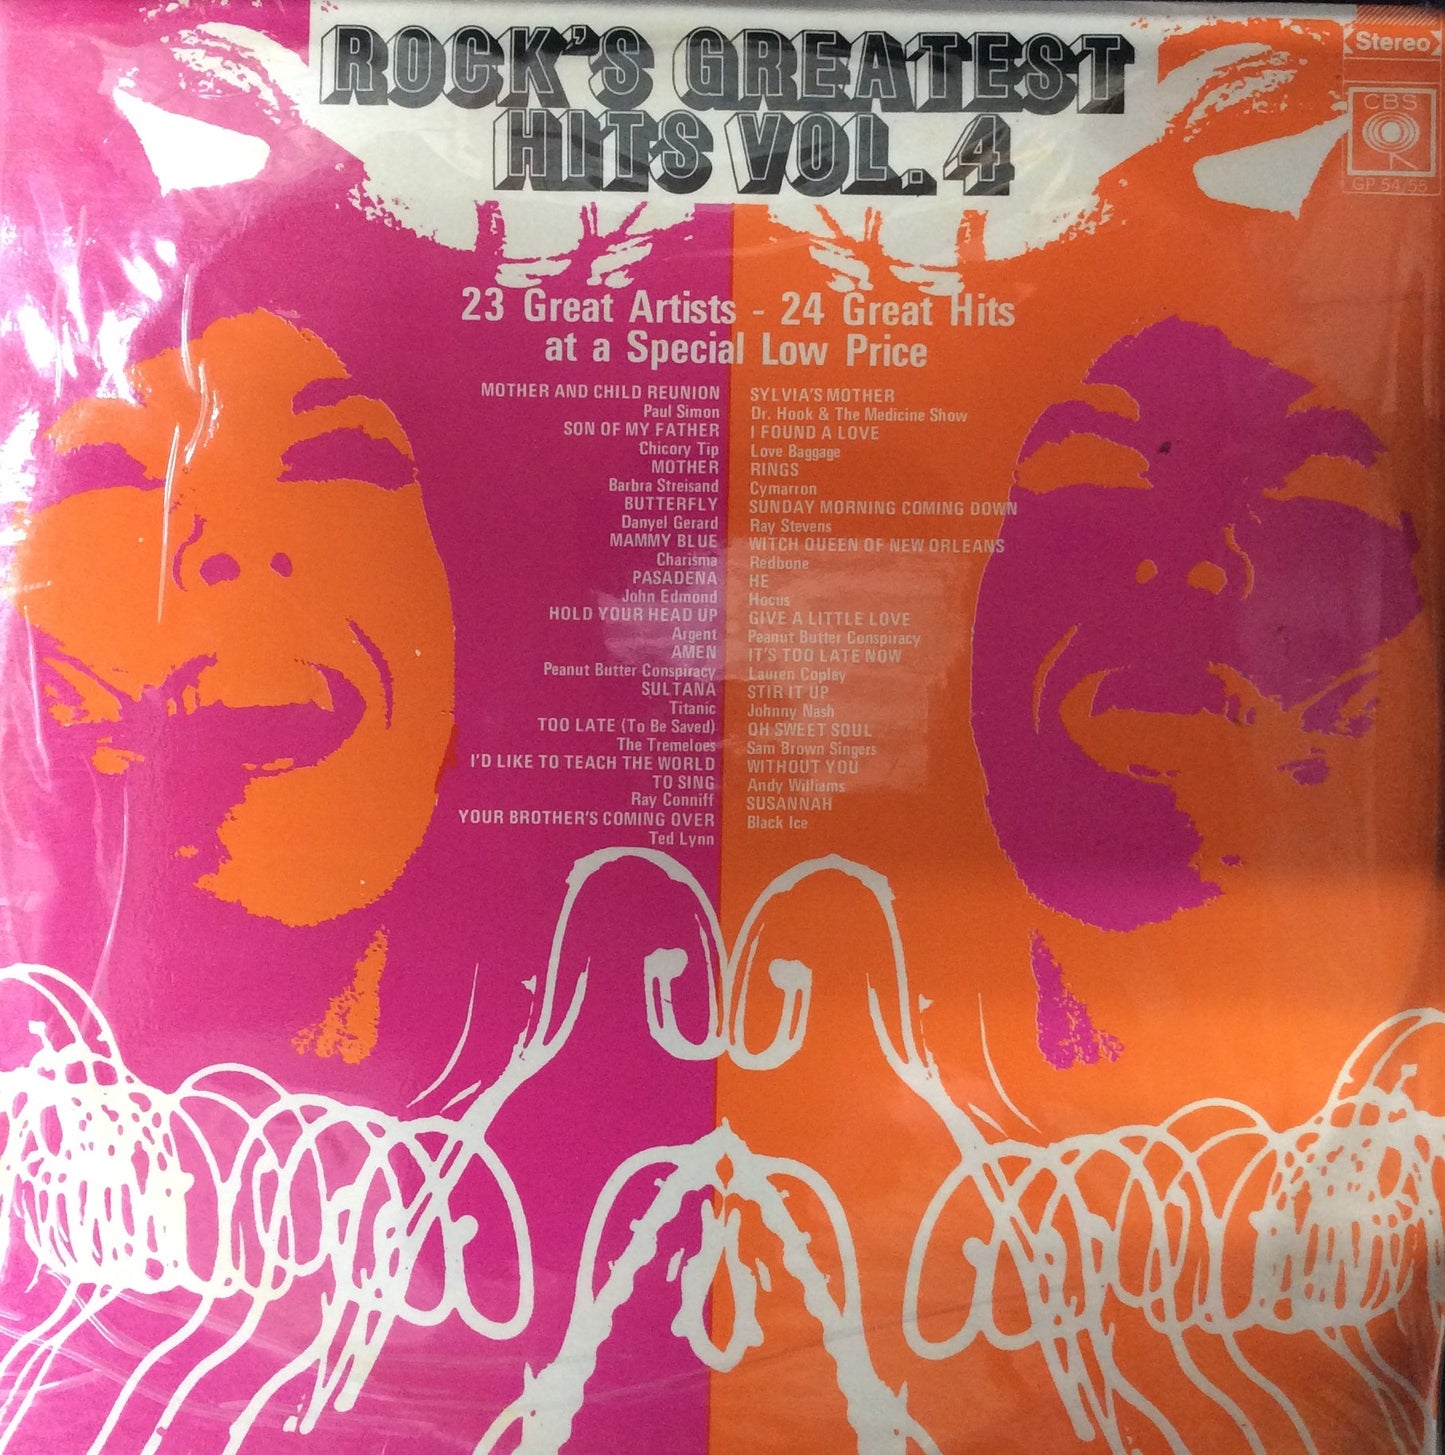 ROCK'S GREATEST
HITS VOL. 4
Stereo
CBS
GP 54/55
23 Great Artists - 24 Great Hits
at a Special Low Price
MOTHER AND CHILD REUNION
Paul Simon
SON OF MY FATHER
Chicory Tip
MOTHER
Barbra Streisand
BUTTERFLY
Danyel Gerard
MAMMY BLUE
Charisma
PASADENA
John Edmond
HOLD YOUR HEAD UP
Argent
AMEN
Peanut Butter Conspiracy
SULTANA
Titanic
TOO LATE (To Be Saved)
The Tremeloes
I'D LIKE TO TEACH THE WORLD
TO SING
Ray Conniff
YOUR BROTHER'S COMING OVER
Ted Lynn
SYLVIA'S MOTHER
Dr. Hook & The Medicine Show
I FOUND A LOVE
Love Baggage
RINGS
Cymarron
SUNDAY MORNING COMING DOWN
Ray Stevens
WITCH QUEEN OF NEW ORLEANS
Redbone
HE
Hocus
GIVE A LITTLE LOVE
Peanut Butter Conspiracy
IT'S TOO LATE NOW
Lauren Copley
STIR IT UP
Johnny Nash
OH SWEET SOUL
Sam Brown Singers
WITHOUT YOU
Andy Williams
SUSANNAH
Black Ice